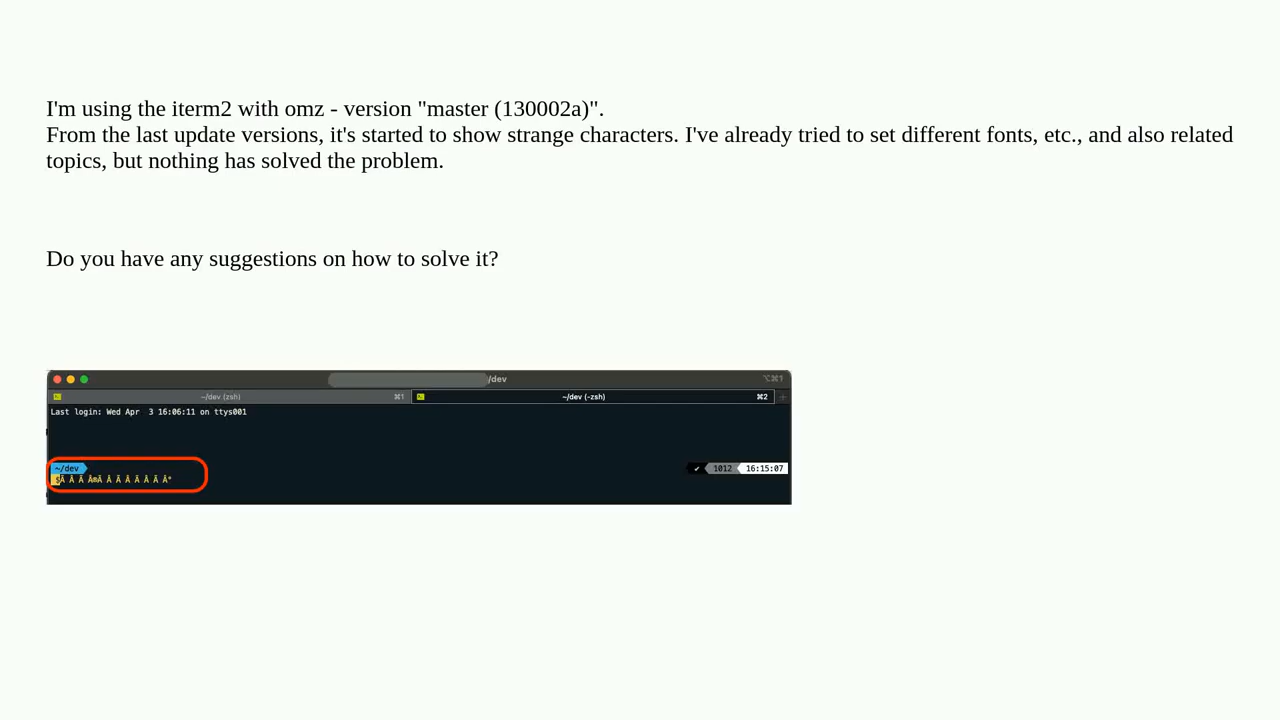 I'm using the iterm2 with omz - version "master (130002a)".
From the last update versions, it's started to show strange characters. I've already tried to set different fonts, etc., and also related
topics, but nothing has solved the problem.
Do you have any suggestions on how to solve it?
/dev ⌥⌘1
~/dev (zsh) ⌘1 ~/dev (-zsh) ⌘2 +
Last login: Wed Apr  3 16:06:11 on ttys001
~/dev ✔ 1012 16:15:07